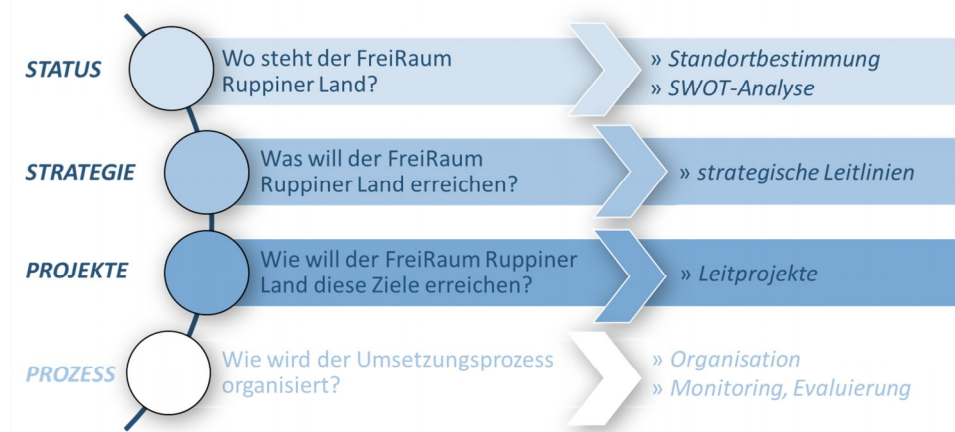 STATUS
Wo steht der FreiRaum
Ruppiner Land?
» Standortbestimmung
» SWOT-Analyse
STRATEGIE
Was will der FreiRaum
Ruppiner Land erreichen?
» strategische Leitlinien
PROJEKTE
Wie will der FreiRaum Ruppiner
Land diese Ziele erreichen?
» Leitprojekte
PROZESS
Wie wird der Umsetzungsprozess
organisiert?
» Organisation
» Monitoring, Evaluierung